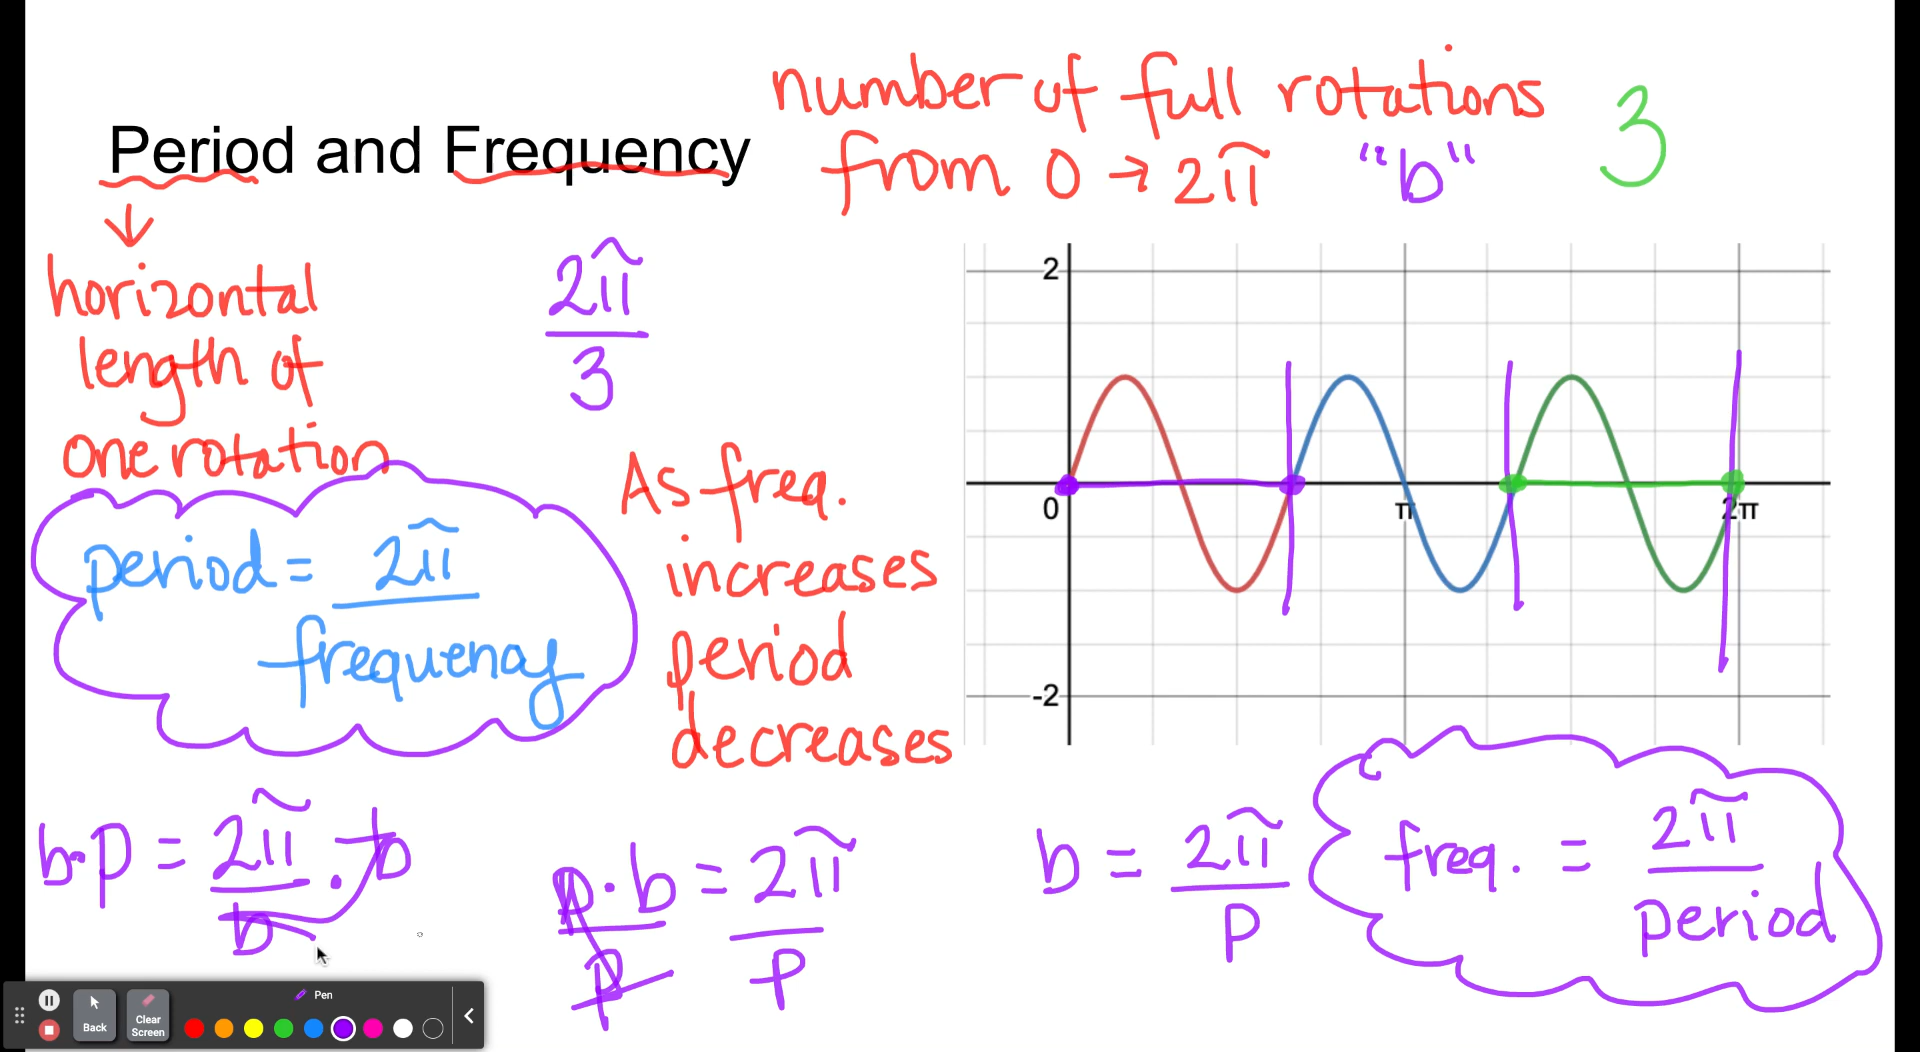 Period and Frequency
number of full rotations
from 0 → 2π "b"
3
↓
horizontal
length of
one rotation
2π
3
period = 2π
frequency
As freq.
increases
period
decreases
2
0
π
2π
-2
b·p = 2π · b
b
p·b = 2π
p p
b = 2π
p
freq. = 2π
period
Pen
Back
Clear
Screen